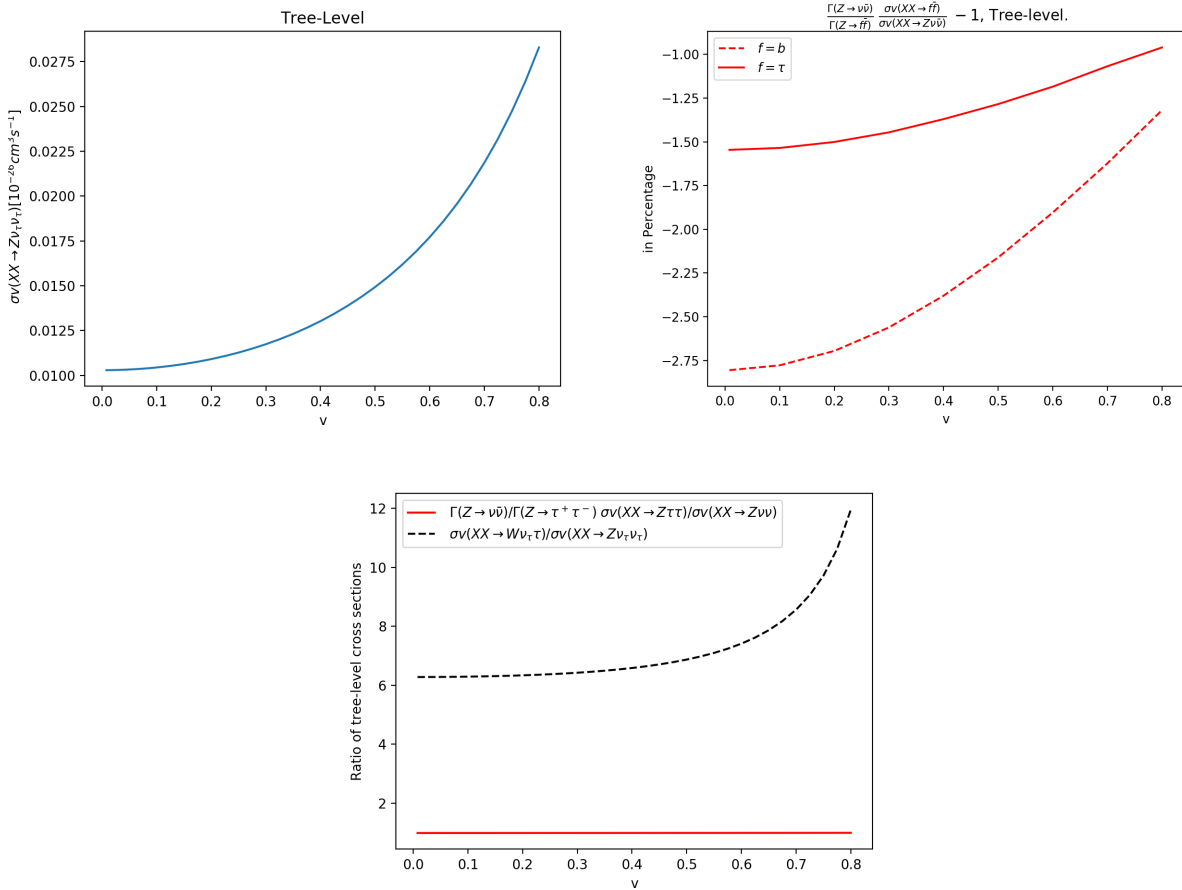 Tree-Level
σv(XX → Zν_τν_τ)[10^{-26}cm^3s^{-1}]
0.0275
0.0250
0.0225
0.0200
0.0175
0.0150
0.0125
0.0100
0.0 0.1 0.2 0.3 0.4 0.5 0.6 0.7 0.8
v
Γ(Z→νν̄)/Γ(Z→ff̄) σv(XX→ff̄)/σv(XX→Zνν̄) − 1, Tree-level.
f = b
f = τ
in Percentage
−1.00
−1.25
−1.50
−1.75
−2.00
−2.25
−2.50
−2.75
0.0 0.1 0.2 0.3 0.4 0.5 0.6 0.7 0.8
v
Γ(Z → νν̄)/Γ(Z → τ^+τ^−) σv(XX → Zττ)/σv(XX → Zνν)
σv(XX → Wν_ττ)/σv(XX → Zν_τν_τ)
Ratio of tree-level cross sections
12
10
8
6
4
2
0.0 0.1 0.2 0.3 0.4 0.5 0.6 0.7 0.8
v